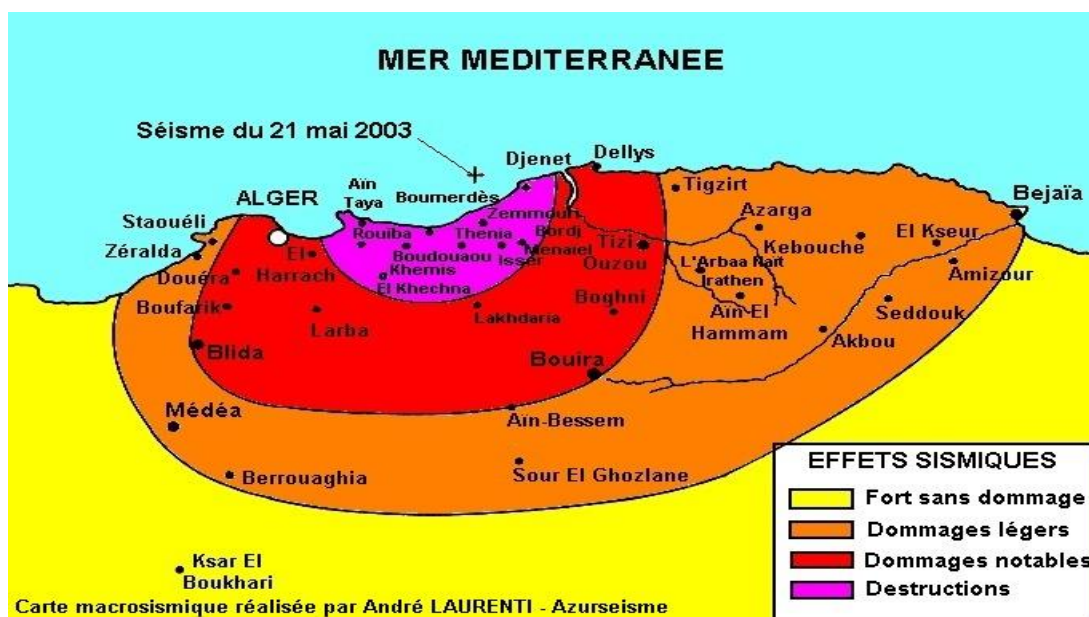 MER MEDITERRANEE
Séisme du 21 mai 2003
Djenet
Dellys
Aïn
Taya
Boumerdès
Tigzirt
ALGER
Staouéli
Zemmouri
Azarga
Bejaïa
Rouiba
Thenia
Bordj
Menaiel
Zéralda
El
Harrach
Boudouaou
Isser
Tizi
Ouzou
Kebouche
El Kseur
Douéra
Khemis
El Khechna
L'Arbaa Nait
Irathen
Amizour
Boufarik
Larba
Lakhdaria
Boghni
Aïn El
Hammam
Seddouk
Akbou
Blida
Bouira
Médéa
Aïn-Bessem
Berrouaghia
Sour El Ghozlane
Ksar El
Boukhari
EFFETS SISMIQUES
Fort sans dommage
Dommages légers
Dommages notables
Destructions
Carte macrosismique réalisée par André LAURENTI - Azurseisme